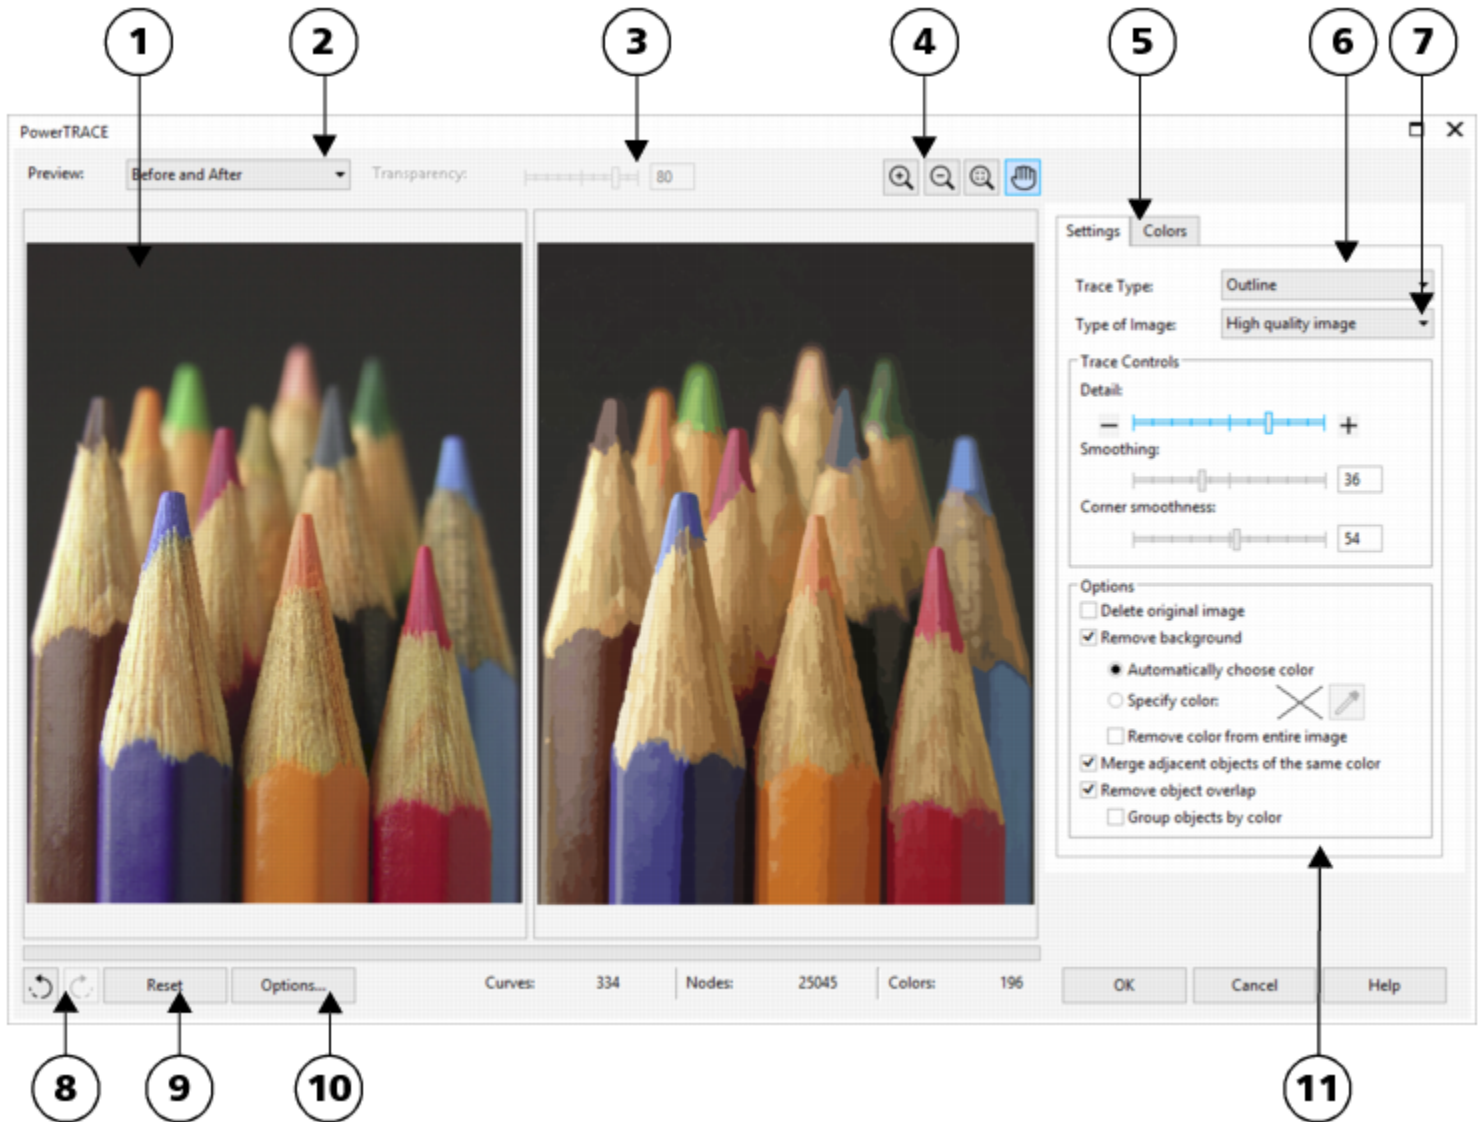 1 2 3 4 5 6 7
PowerTRACE
Preview: Before and After Transparency: 80
Settings Colors
Trace Type: Outline
Type of Image: High quality image
Trace Controls
Detail:
Smoothing:
36
Corner smoothness:
54
Options
Delete original image
Remove background
Automatically choose color
Specify color:
Remove color from entire image
Merge adjacent objects of the same color
Remove object overlap
Group objects by color
Reset Options... Curves: 334 Nodes: 25045 Colors: 196 OK Cancel Help
8 9 10 11